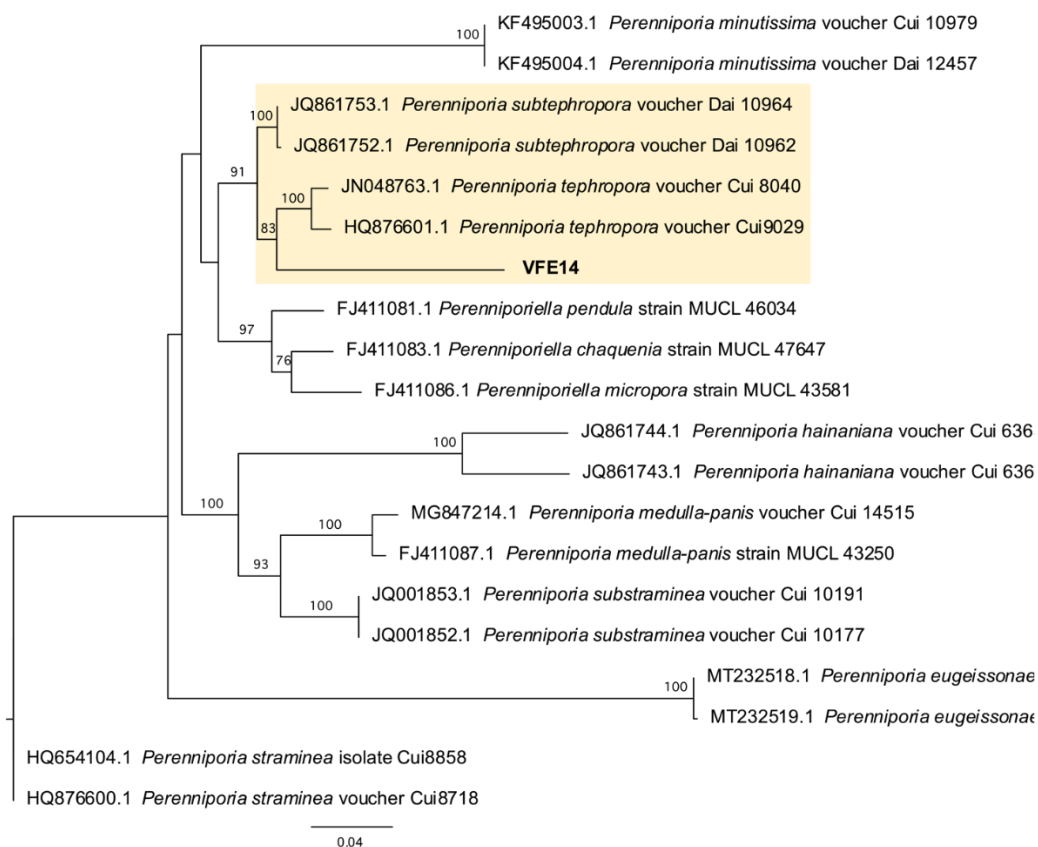 KF495003.1 Perenniporia minutissima voucher Cui 10979
100
KF495004.1 Perenniporia minutissima voucher Dai 12457
JQ861753.1 Perenniporia subtephropora voucher Dai 10964
100
JQ861752.1 Perenniporia subtephropora voucher Dai 10962
91
JN048763.1 Perenniporia tephropora voucher Cui 8040
100
HQ876601.1 Perenniporia tephropora voucher Cui9029
83
VFE14
FJ411081.1 Perenniporiella pendula strain MUCL 46034
97
FJ411083.1 Perenniporiella chaquenia strain MUCL 47647
76
FJ411086.1 Perenniporiella micropora strain MUCL 43581
JQ861744.1 Perenniporia hainaniana voucher Cui 636
100
JQ861743.1 Perenniporia hainaniana voucher Cui 636
100
MG847214.1 Perenniporia medulla-panis voucher Cui 14515
100
FJ411087.1 Perenniporia medulla-panis strain MUCL 43250
93
JQ001853.1 Perenniporia substraminea voucher Cui 10191
100
JQ001852.1 Perenniporia substraminea voucher Cui 10177
MT232518.1 Perenniporia eugeissonae
100
MT232519.1 Perenniporia eugeissonae
HQ654104.1 Perenniporia straminea isolate Cui8858
HQ876600.1 Perenniporia straminea voucher Cui8718
0.04